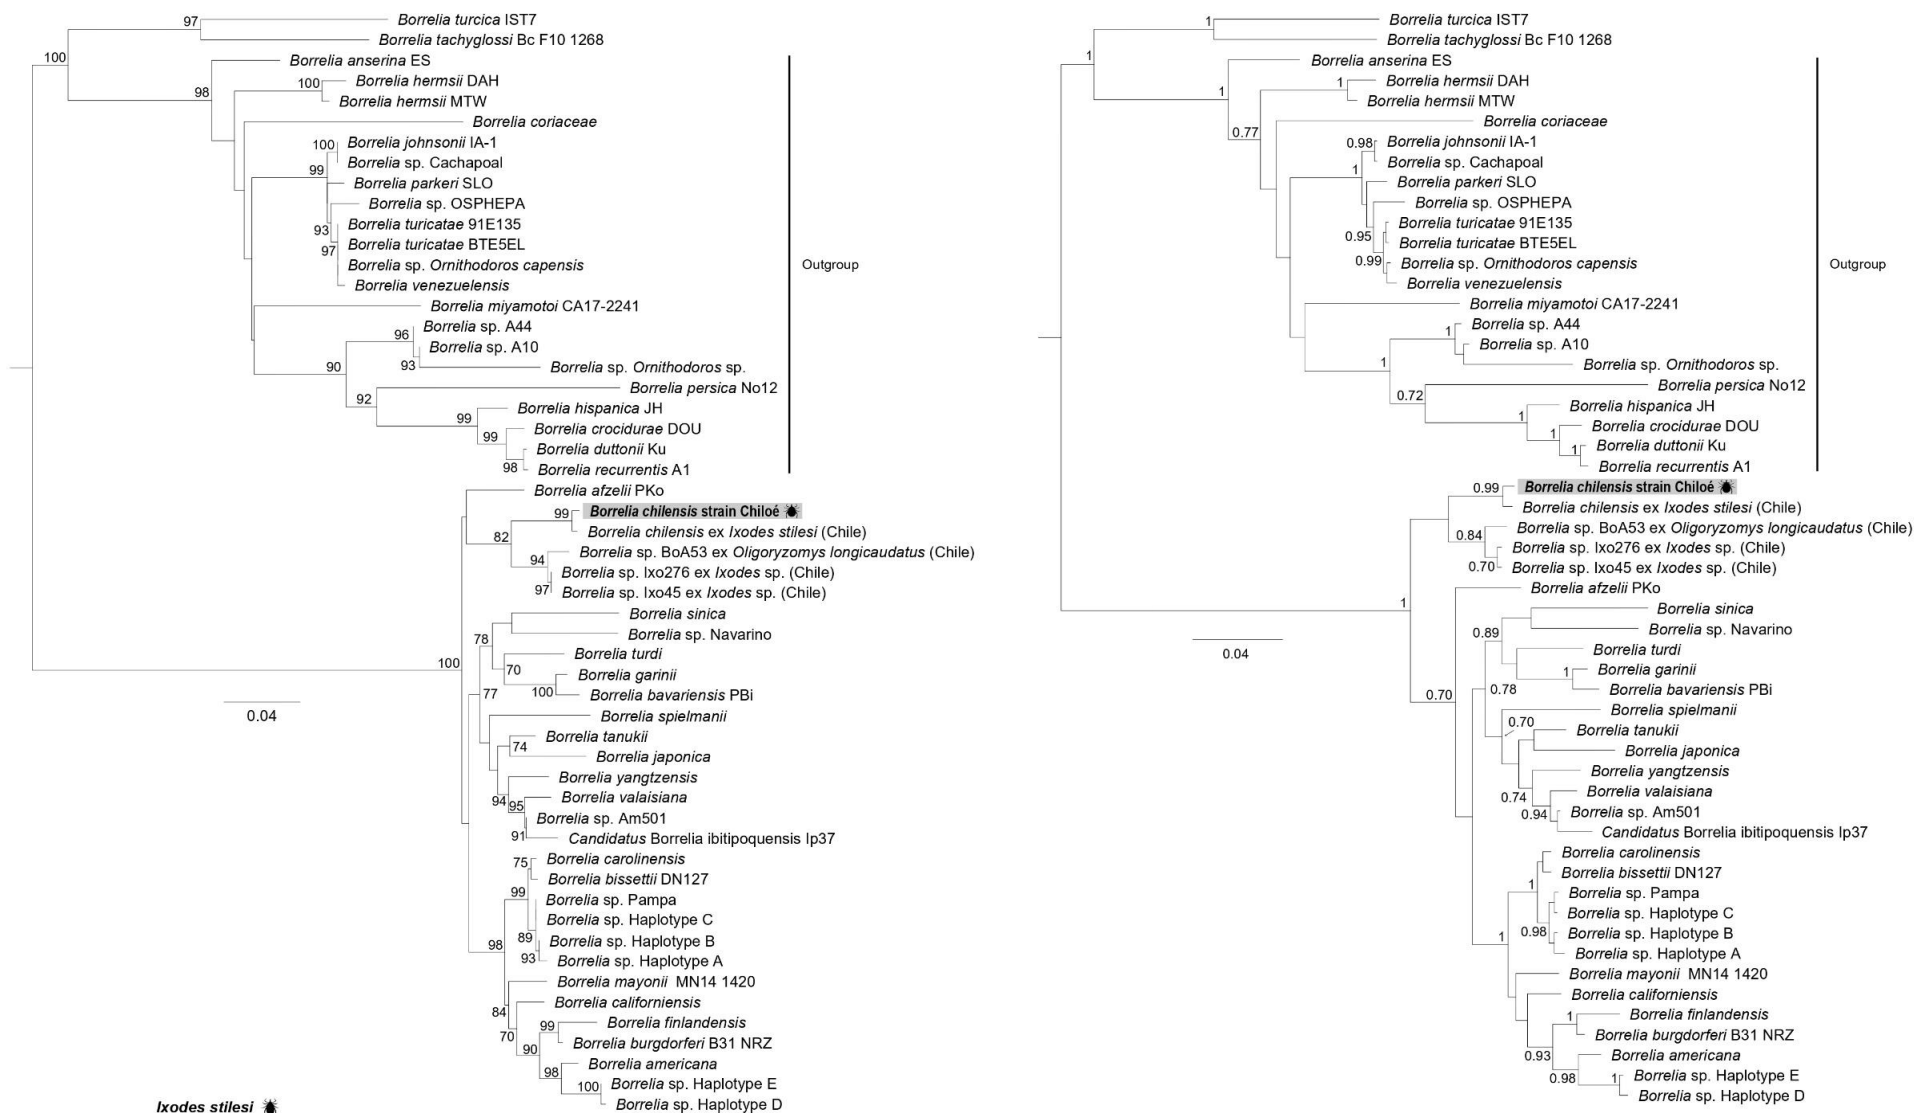 97
Borrelia turcica IST7
Borrelia tachyglossi Bc F10 1268
100
Borrelia anserina ES
98
100
Borrelia hermsii DAH
Borrelia hermsii MTW
Borrelia coriaceae
100
Borrelia johnsonii IA-1
Borrelia sp. Cachapoal
99
Borrelia parkeri SLO
Borrelia sp. OSPHEPA
93
Borrelia turicatae 91E135
Borrelia turicatae BTE5EL
97
Borrelia sp. Ornithodoros capensis
Outgroup
Borrelia venezuelensis
Borrelia miyamotoi CA17-2241
96
Borrelia sp. A44
Borrelia sp. A10
93
90
Borrelia sp. Ornithodoros sp.
Borrelia persica No12
92
99
Borrelia hispanica JH
99
Borrelia crocidurae DOU
Borrelia duttonii Ku
98
Borrelia recurrentis A1
Borrelia afzelii PKo
99
Borrelia chilensis strain Chiloé
Borrelia chilensis ex Ixodes stilesi (Chile)
82
94
Borrelia sp. BoA53 ex Oligoryzomys longicaudatus (Chile)
Borrelia sp. Ixo276 ex Ixodes sp. (Chile)
97
Borrelia sp. Ixo45 ex Ixodes sp. (Chile)
Borrelia sinica
78
Borrelia sp. Navarino
Borrelia turdi
100
70
Borrelia garinii
77
100
Borrelia bavariensis PBi
0.04
Borrelia spielmanii
Borrelia tanukii
74
Borrelia japonica
Borrelia yangtzensis
94
95
Borrelia valaisiana
Borrelia sp. Am501
91
Candidatus Borrelia ibitipoquensis Ip37
75
Borrelia carolinensis
Borrelia bissettii DN127
99
Borrelia sp. Pampa
Borrelia sp. Haplotype C
89
Borrelia sp. Haplotype B
98
93
Borrelia sp. Haplotype A
Borrelia mayonii MN14 1420
84
Borrelia californiensis
99
Borrelia finlandensis
70
90
Borrelia burgdorferi B31 NRZ
98
Borrelia americana
100
Borrelia sp. Haplotype E
Borrelia sp. Haplotype D
Ixodes stilesi
1
Borrelia turcica IST7
Borrelia tachyglossi Bc F10 1268
1
Borrelia anserina ES
1
1
Borrelia hermsii DAH
Borrelia hermsii MTW
0.77
Borrelia coriaceae
0.98
Borrelia johnsonii IA-1
Borrelia sp. Cachapoal
1
Borrelia parkeri SLO
Borrelia sp. OSPHEPA
Borrelia turicatae 91E135
0.95
Borrelia turicatae BTE5EL
0.99
Borrelia sp. Ornithodoros capensis
Outgroup
Borrelia venezuelensis
Borrelia miyamotoi CA17-2241
1
Borrelia sp. A44
Borrelia sp. A10
1
Borrelia sp. Ornithodoros sp.
Borrelia persica No12
0.72
Borrelia hispanica JH
1
Borrelia crocidurae DOU
1
Borrelia duttonii Ku
1
Borrelia recurrentis A1
0.99
Borrelia chilensis strain Chiloé
Borrelia chilensis ex Ixodes stilesi (Chile)
Borrelia sp. BoA53 ex Oligoryzomys longicaudatus (Chile)
0.84
Borrelia sp. Ixo276 ex Ixodes sp. (Chile)
0.70
Borrelia sp. Ixo45 ex Ixodes sp. (Chile)
Borrelia afzelii PKo
1
Borrelia sinica
0.89
Borrelia sp. Navarino
0.04
Borrelia turdi
1
Borrelia garinii
0.70
0.78
Borrelia bavariensis PBi
Borrelia spielmanii
0.70
Borrelia tanukii
Borrelia japonica
Borrelia yangtzensis
0.74
Borrelia valaisiana
0.94
Borrelia sp. Am501
Candidatus Borrelia ibitipoquensis Ip37
Borrelia carolinensis
Borrelia bissettii DN127
1
Borrelia sp. Pampa
Borrelia sp. Haplotype C
0.98
Borrelia sp. Haplotype B
1
Borrelia sp. Haplotype A
Borrelia mayonii MN14 1420
Borrelia californiensis
1
Borrelia finlandensis
Borrelia burgdorferi B31 NRZ
0.93
Borrelia americana
0.98
1
Borrelia sp. Haplotype E
Borrelia sp. Haplotype D